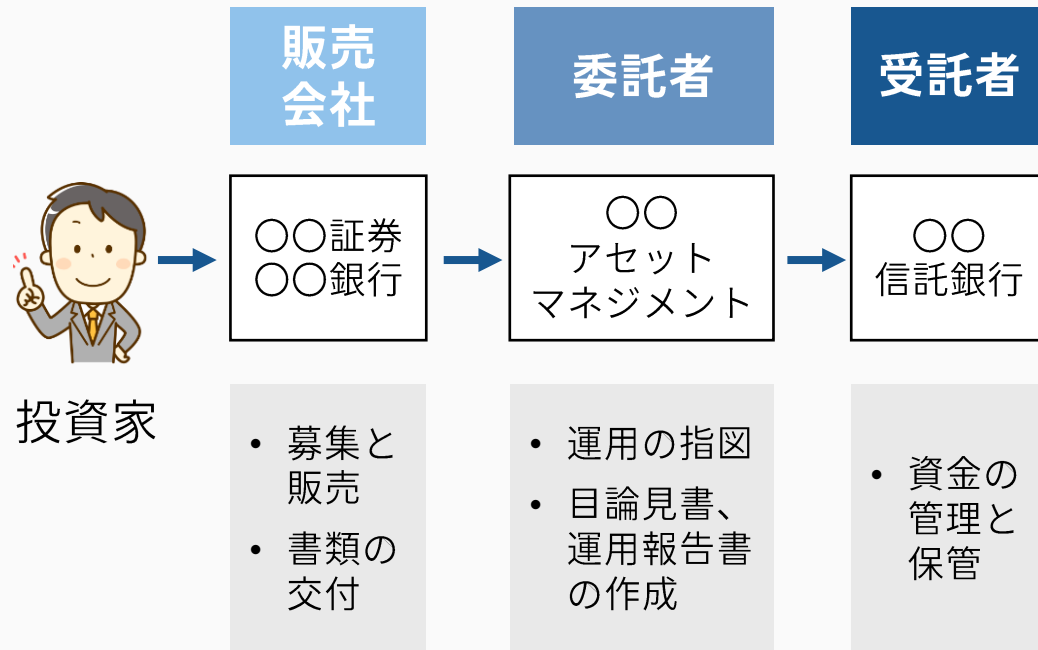 販売
会社
委託者
受託者
〇〇証券
〇〇銀行
〇〇
アセット
マネジメント
〇〇
信託銀行
投資家
• 募集と
販売
• 書類の
交付
• 運用の指図
• 目論見書、
運用報告書
の作成
• 資金の
管理と
保管